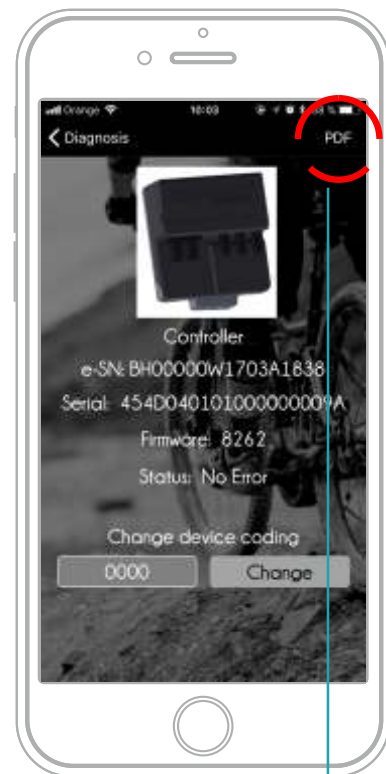 Orange 10:03
Diagnosis PDF
Controller
e-SN: BH00000W1703A1838
Serial: 454D040101000000009A
Firmware: 8262
Status: No Error
Change device coding
0000 Change